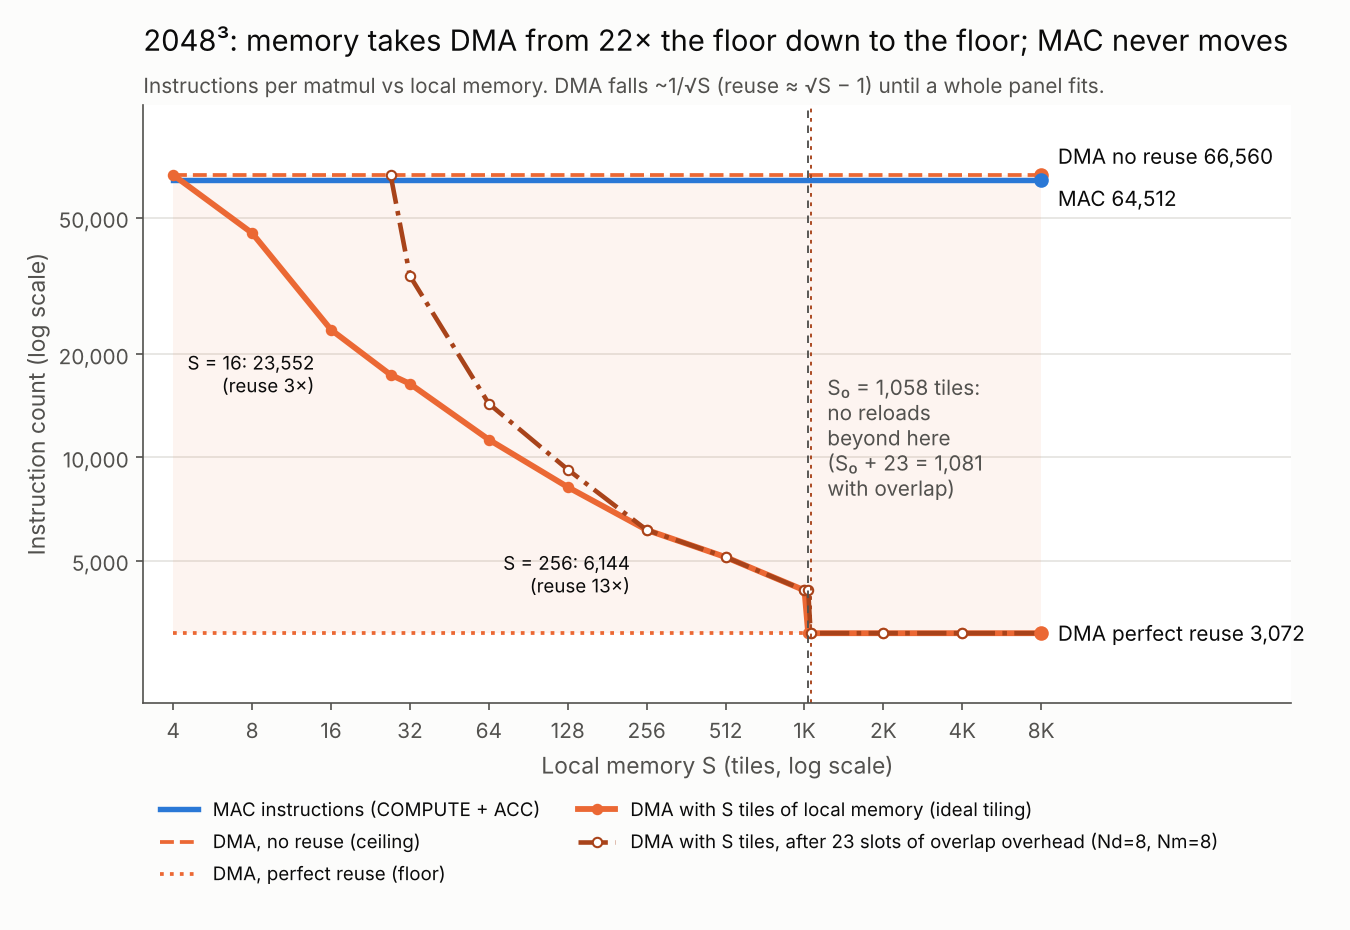 2048³: memory takes DMA from 22× the floor down to the floor; MAC never moves
Instructions per matmul vs local memory. DMA falls ~1/√S (reuse ≈ √S − 1) until a whole panel fits.
Instruction count (log scale)
50,000
20,000
10,000
5,000
DMA no reuse 66,560
MAC 64,512
S = 16: 23,552
(reuse 3×)
S₀ = 1,058 tiles:
no reloads
beyond here
(S₀ + 23 = 1,081
with overlap)
S = 256: 6,144
(reuse 13×)
DMA perfect reuse 3,072
4 8 16 32 64 128 256 512 1K 2K 4K 8K
Local memory S (tiles, log scale)
MAC instructions (COMPUTE + ACC)
DMA, no reuse (ceiling)
DMA, perfect reuse (floor)
DMA with S tiles of local memory (ideal tiling)
DMA with S tiles, after 23 slots of overlap overhead (Nd=8, Nm=8)